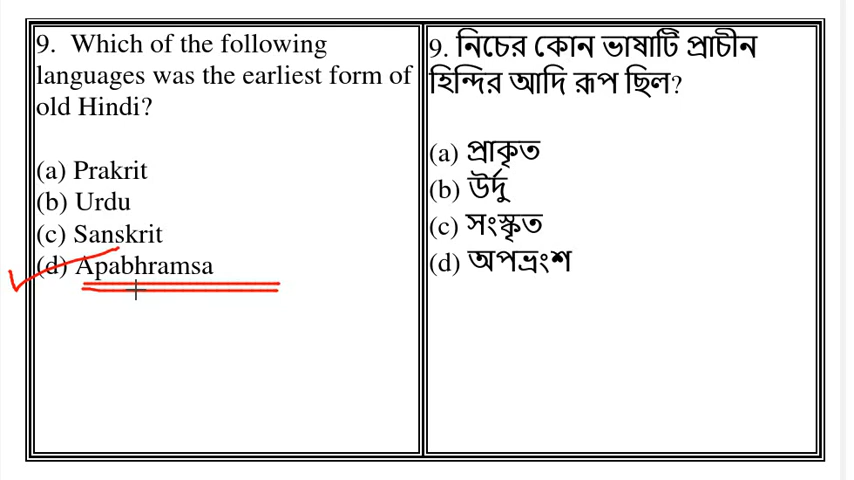 9. Which of the following
languages was the earliest form of
old Hindi?
(a) Prakrit
(b) Urdu
(c) Sanskrit
(d) Apabhramsa
9. নিচের কোন ভাষাটি প্রাচীন
হিন্দির আদি রূপ ছিল?
(a) প্রাকৃত
(b) উর্দু
(c) সংস্কৃত
(d) অপভ্রংশ